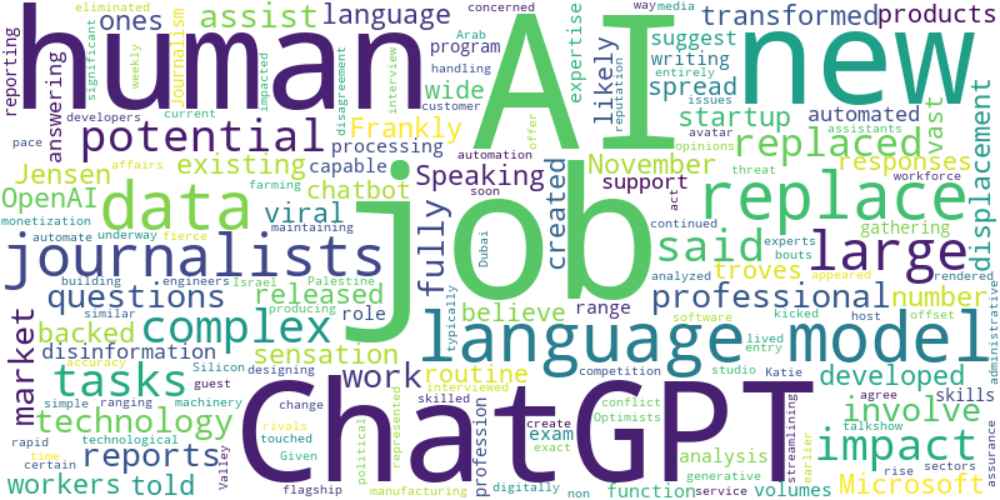 reporting
ones
eliminated
significant
weekly
Journalism
assist
language
concerned
way
media
transformed
products
human
AI
new
answering
developers
current
impacted
disagreement
interview
Arab
program
handling
wide
customer
expertise
likely
suggest
writing
entirely
spread
reputation
issues
pace
potential
Frankly
processing
offer
startup
automated
assistants
vast
displacement
Jensen
affairs
existing
capable
automation
Speaking
soon
created
November
avatar
opinions
replaced
responses
threat
workforce
OpenAI
data
farming
chatbot
support
act
replace
gathering
monetization
viral
maintaining
fully
job
continued
automate
underway
fierce
journalists
Dubai
said
experts
bouts
large
building
engineers
Israel
Palestine
analyzed
troves
appeared
rendered
questions
similar
producing
released
role
believe
range
professional
number
administrative
market
backed
complex
typically
language model
software
kicked
host
offset
disinformation
sensation
lived
entry
accuracy
Silicon
designing
work
routine
competition
studio
Katie
agree
skills
tasks
simple
ranging
machinery
guest
ChatGPT
interviewed
skilled
conflict
talkshow
developed
technology
change
represented
profession
create
Optimists
involve
assurance
rapid
rivals
exam
generative
streamlining
earlier
impact
time
technological
touched
political
exact
analysis
reports
certain
Given
Valley
function
rise
sectors
workers
told
flagship
manufacturing
digitally
non
service
volumes
Microsoft